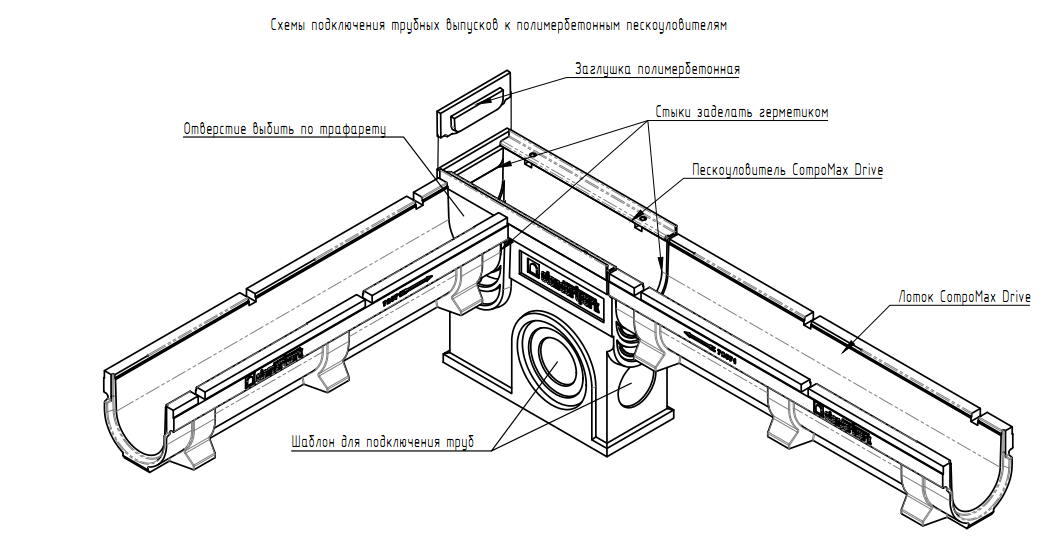 Схемы подключения трубных выпусков к полимербетонным пескоуловителям
Заглушка полимербетонная
Стыки заделать герметиком
Отверстие выбить по трафарету
Пескоуловитель CompoMax Drive
Лоток CompoMax Drive
Шаблон для подключения труб